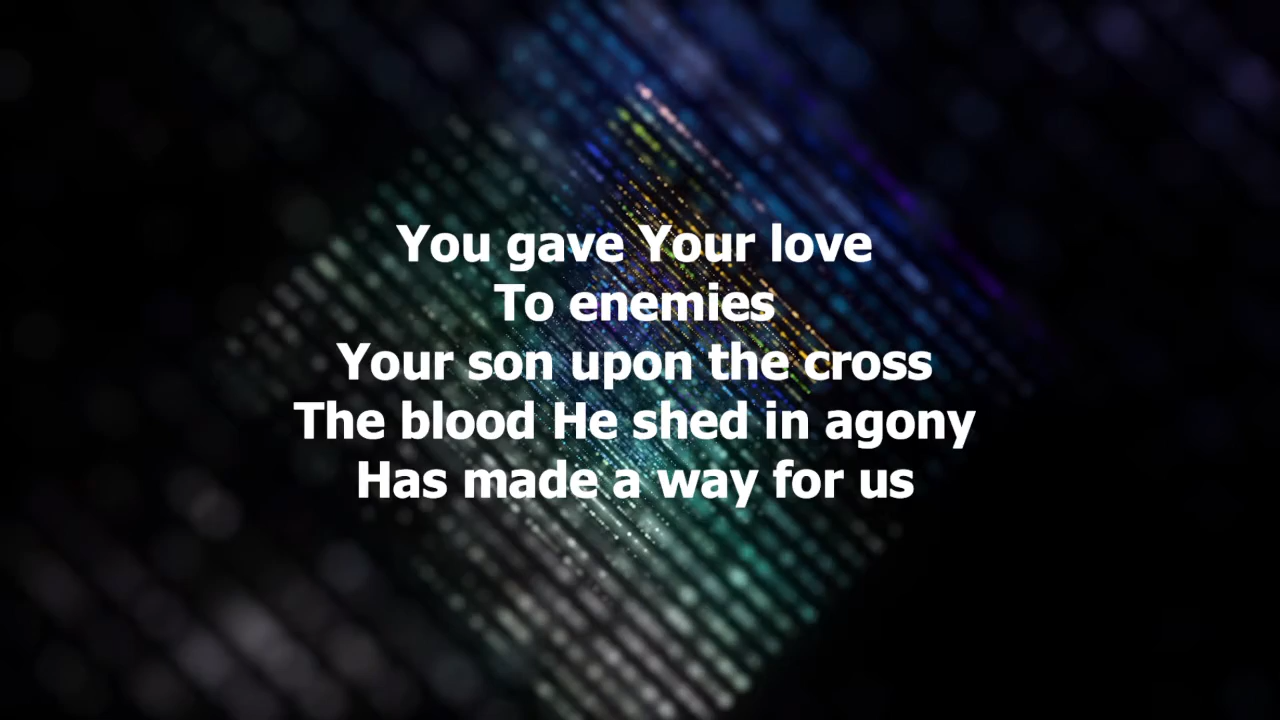 You gave Your love
To enemies
Your son upon the cross
The blood He shed in agony
Has made a way for us